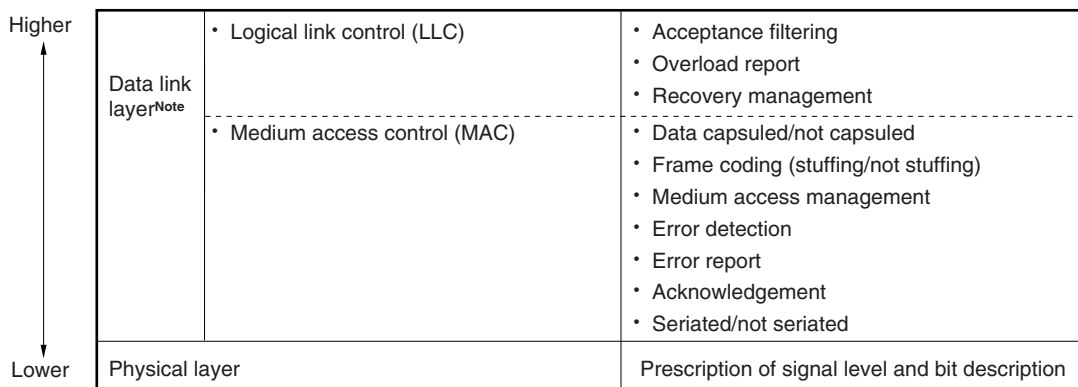 Higher
Data link
layerNote
• Logical link control (LLC)
• Acceptance filtering
• Overload report
• Recovery management
• Medium access control (MAC)
• Data capsuled/not capsuled
• Frame coding (stuffing/not stuffing)
• Medium access management
• Error detection
• Error report
• Acknowledgement
• Seriated/not seriated
Lower
Physical layer
Prescription of signal level and bit description